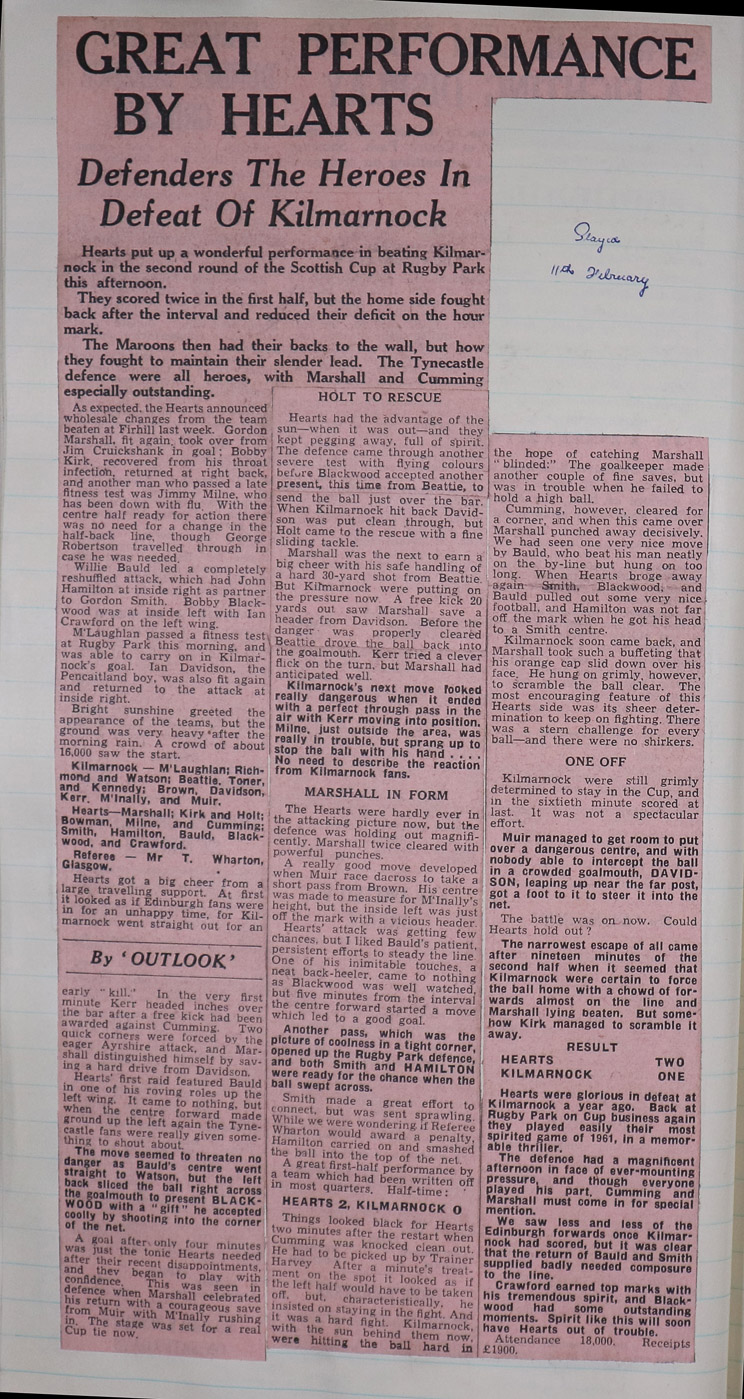 GREAT PERFORMANCE
BY HEARTS
Defenders The Heroes In
Defeat Of Kilmarnock
Hearts put up a wonderful performance in beating Kilmar-
nock in the second round of the Scottish Cup at Rugby Park
this afternoon.
They scored twice in the first half, but the home side fought
back after the interval and reduced their deficit on the hour
mark.
The Maroons then had their backs to the wall, but how
they fought to maintain their slender lead. The Tynecastle
defence were all heroes, with Marshall and Cumming
especially outstanding.
As expected, the Hearts announced
wholesale changes from the team
beaten at Firhill last week. Gordon
Marshall, fit again, took over from
Jim Cruickshank in goal; Bobby
Kirk, recovered from his throat
infection, returned at right back,
and another man who passed a late
fitness test was Jimmy Milne, who
has been down with flu. With the
centre half ready for action there
was no need for a change in the
half-back line, though George
Robertson travelled through in
case he was needed.
Willie Bauld led a completely
reshuffled attack, which had John
Hamilton at inside right as partner
to Gordon Smith. Bobby Black-
wood was at inside left with Ian
Crawford on the left wing.
M'Laughlan passed a fitness test
at Rugby Park this morning, and
was able to carry on in Kilmar-
nock's goal. Ian Davidson, the
Pencaitland boy, was also fit again
and returned to the attack at
inside right.
Bright sunshine greeted the
appearance of the teams, but the
ground was very heavy after the
morning rain. A crowd of about
16,000 saw the start.
Kilmarnock — M'Laughlan; Rich-
mond and Watson; Beattie, Toner,
and Kennedy; Brown, Davidson,
Kerr, M'Inally, and Muir.
Hearts—Marshall; Kirk and Holt;
Bowman, Milne, and Cumming;
Smith, Hamilton, Bauld, Black-
wood, and Crawford.
Referee — Mr T. Wharton,
Glasgow.
Hearts got a big cheer from a
large travelling support. At first
it looked as if Edinburgh fans were
in for an unhappy time, for Kil-
marnock went straight out for an
By 'OUTLOOK'
early "kill." In the very first
minute Kerr headed inches over
the bar after a free kick had been
awarded against Cumming. Two
quick corners were forced by the
eager Ayrshire attack, and Mar-
shall distinguished himself by sav-
ing a hard drive from Davidson.
Hearts' first raid featured Bauld
in one of his roving roles up the
left wing. It came to nothing, but
when the centre forward made
ground up the left again the Tyne-
castle fans were really given some-
thing to shout about.
The move seemed to threaten no
danger as Bauld's centre went
straight to Watson, but the left
back sliced the ball right across
the goalmouth to present BLACK-
WOOD with a "gift" he accepted
coolly by shooting into the corner
of the net.
A goal after only four minutes
was just the tonic Hearts needed
after their recent disappointments,
and they began to play with
confidence. This was seen in
defence when Marshall celebrated
his return with a courageous save
from Muir with M'Inally rushing
in. The stage was set for a real
Cup tie now.
HOLT TO RESCUE
Hearts had the advantage of the
sun—when it was out—and they
kept pegging away, full of spirit.
The defence came through another
severe test with flying colours
before Blackwood accepted another
present, this time from Beattie, to
send the ball just over the bar.
When Kilmarnock hit back David-
son was put clean through, but
Holt came to the rescue with a fine
sliding tackle.
Marshall was the next to earn a
big cheer with his safe handling of
a hard 30-yard shot from Beattie.
But Kilmarnock were putting on
the pressure now. A free kick 20
yards out saw Marshall save a
header from Davidson. Before the
danger was properly cleared
Beattie drove the ball back into
the goalmouth. Kerr tried a clever
flick on the turn, but Marshall had
anticipated well.
Kilmarnock's next move looked
really dangerous when it ended
with a perfect through pass in the
air with Kerr moving into position.
Milne, just outside the area, was
really in trouble, but sprang up to
stop the ball with his hand . . . .
No need to describe the reaction
from Kilmarnock fans.
MARSHALL IN FORM
The Hearts were hardly ever in
the attacking picture now, but the
defence was holding out magnifi-
cently. Marshall twice cleared with
powerful punches.
A really good move developed
when Muir race dacross to take a
short pass from Brown. His centre
was made to measure for M'Inally's
height, but the inside left was just
off the mark with a vicious header.
Hearts' attack was getting few
chances, but I liked Bauld's patient,
persistent efforts to steady the line.
One of his inimitable touches, a
neat back-heeler, came to nothing
as Blackwood was well watched,
but five minutes from the interval
the centre forward started a move
which led to a good goal.
Another pass, which was the
picture of coolness in a tight corner,
opened up the Rugby Park defence,
and both Smith and HAMILTON
were ready for the chance when the
ball swept across.
Smith made a great effort to
connect, but was sent sprawling.
While we were wondering if Referee
Wharton would award a penalty,
Hamilton carried on and smashed
the ball into the top of the net.
A great first-half performance by
a team which had been written off
in most quarters. Half-time:
HEARTS 2, KILMARNOCK 0
Things looked black for Hearts
two minutes after the restart when
Cumming was knocked clean out.
He had to be picked up by Trainer
Harvey After a minute's treat-
ment on the spot it looked as if
the left half would have to be taken
off, but, characteristically, he
insisted on staying in the fight. And
it was a hard fight. Kilmarnock,
with the sun behind them now,
were hitting the ball hard in
Played
11th February
the hope of catching Marshall
"blinded." The goalkeeper made
another couple of fine saves, but
was in trouble when he failed to
hold a high ball.
Cumming, however, cleared for
a corner, and when this came over
Marshall punched away decisively.
We had seen one very nice move
by Bauld, who beat his man neatly
on the by-line but hung on too
long. When Hearts broge away
again Smith, Blackwood, and
Bauld pulled out some very nice
football, and Hamilton was not far
off the mark when he got his head
to a Smith centre.
Kilmarnock soon came back, and
Marshall took such a buffeting that
his orange cap slid down over his
face. He hung on grimly, however,
to scramble the ball clear. The
most encouraging feature of this
Hearts side was its sheer deter-
mination to keep on fighting. There
was a stern challenge for every
ball—and there were no shirkers.
ONE OFF
Kilmarnock were still grimly
determined to stay in the Cup, and
in the sixtieth minute scored at
last. It was not a spectacular
effort.
Muir managed to get room to put
over a dangerous centre, and with
nobody able to intercept the ball
in a crowded goalmouth, DAVID-
SON, leaping up near the far post,
got a foot to it to steer it into the
net.
The battle was on now. Could
Hearts hold out?
The narrowest escape of all came
after nineteen minutes of the
second half when it seemed that
Kilmarnock were certain to force
the ball home with a chowd of for-
wards almost on the line and
Marshall lying beaten. But some-
how Kirk managed to scramble it
away.
RESULT
HEARTS TWO
KILMARNOCK ONE
Hearts were glorious in defeat at
Kilmarnock a year ago. Back at
Rugby Park on Cup business again
they played easily their most
spirited game of 1961, in a memor-
able thriller.
The defence had a magnificent
afternoon in face of ever-mounting
pressure, and though everyone
played his part, Cumming and
Marshall must come in for special
mention.
We saw less and less of the
Edinburgh forwards once Kilmar-
nock had scored, but it was clear
that the return of Bauld and Smith
supplied badly needed composure
to the line.
Crawford earned top marks with
his tremendous spirit, and Black-
wood had some outstanding
moments. Spirit like this will soon
have Hearts out of trouble.
Attendance 18,000. Receipts
£1900.